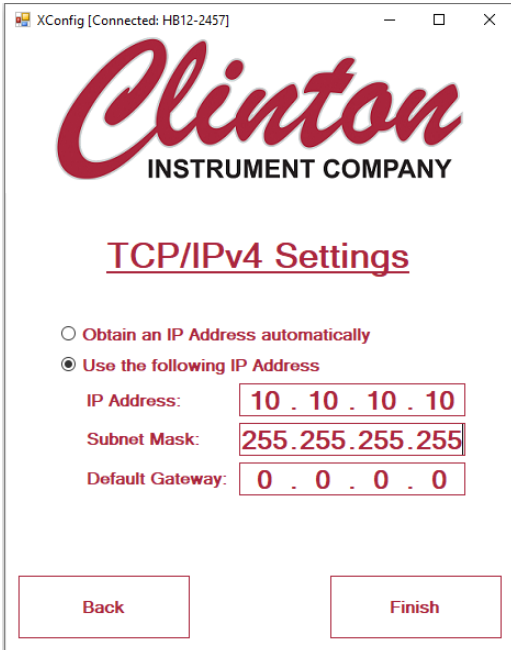 XConfig [Connected: HB12-2457]
Clinton
INSTRUMENT COMPANY
TCP/IPv4 Settings
Obtain an IP Address automatically
Use the following IP Address
IP Address: 10 . 10 . 10 . 10
Subnet Mask: 255.255.255.255
Default Gateway: 0 . 0 . 0 . 0
Back Finish